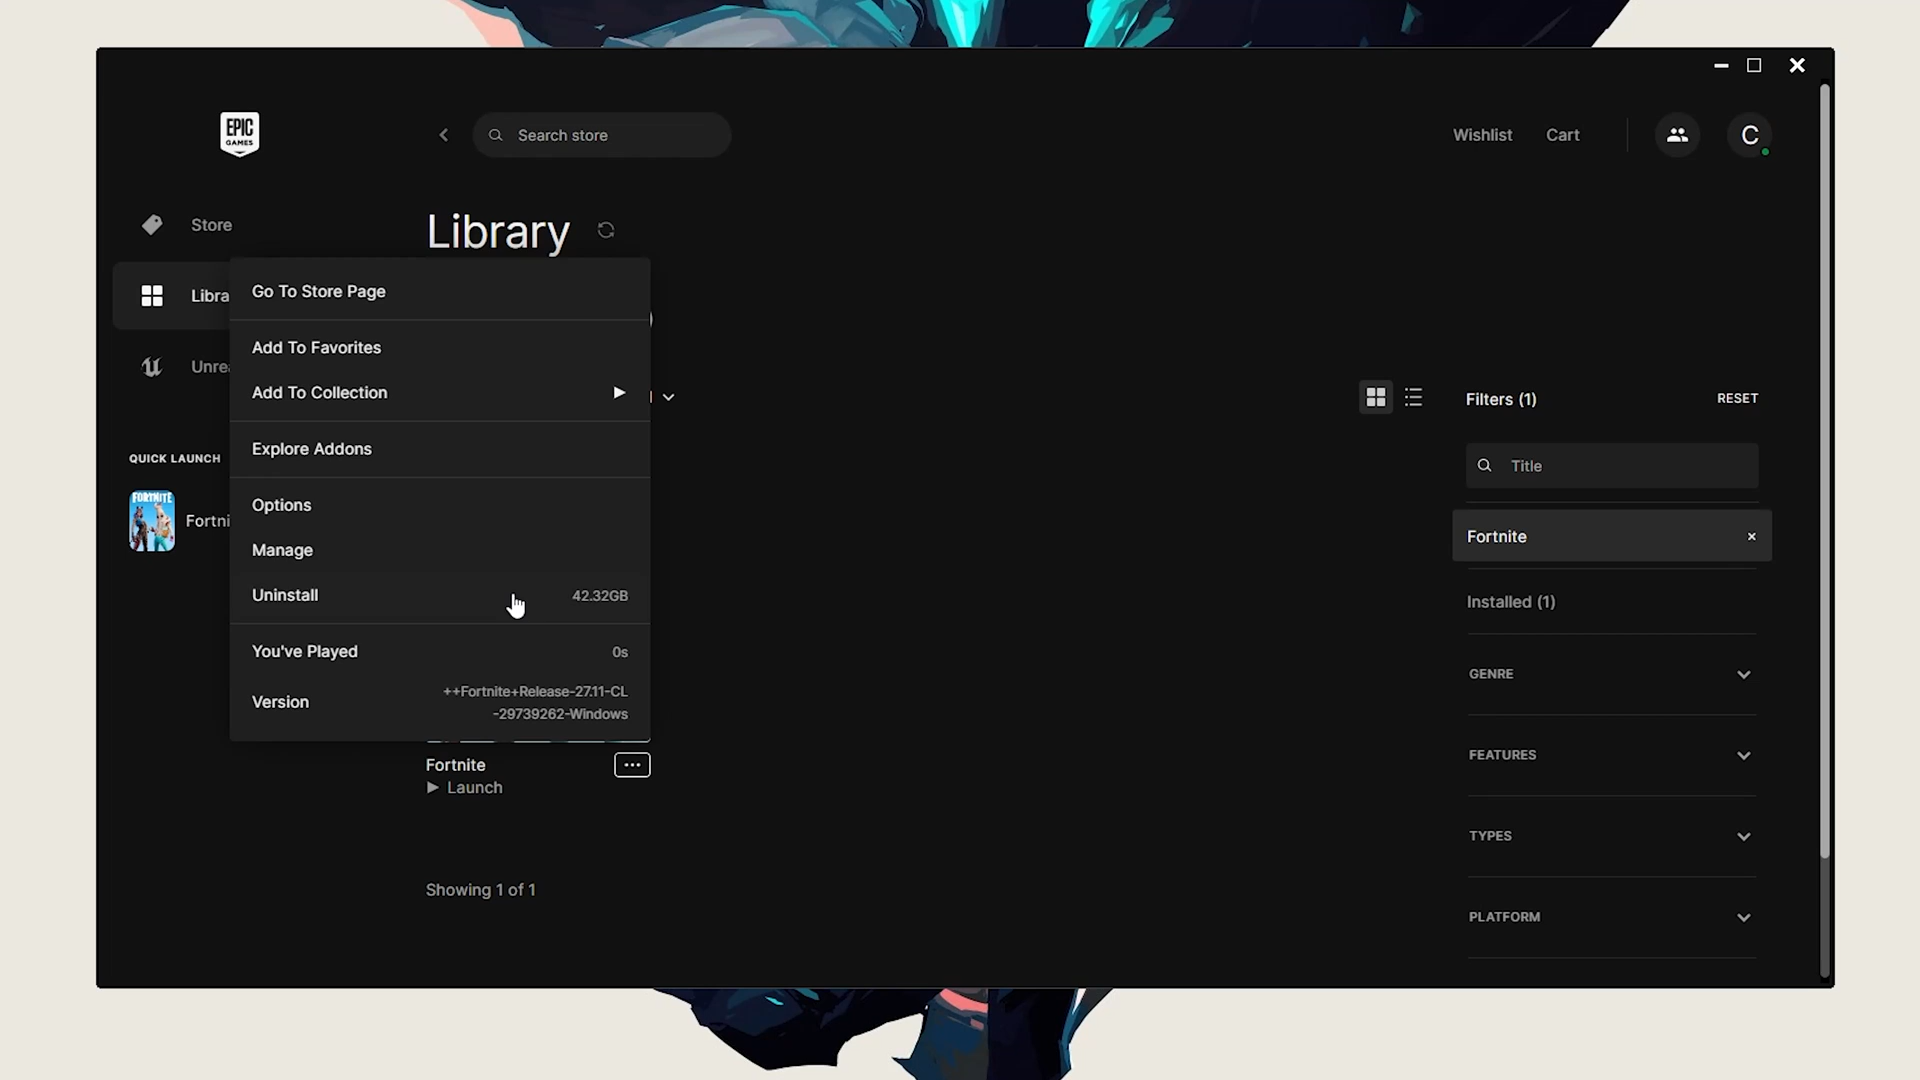 EPIC
GAMES
Search store
Wishlist
Cart
C
Store
Library
Libra
Go To Store Page
Add To Favorites
Add To Collection
Unrea
Explore Addons
QUICK LAUNCH
FORTNITE
Fortni
Options
Manage
Uninstall 42.32GB
You've Played 0s
Version ++Fortnite+Release-27.11-CL
-29739262-Windows
Fortnite
...
Launch
Showing 1 of 1
Filters (1) RESET
Title
Fortnite ×
Installed (1)
GENRE
FEATURES
TYPES
PLATFORM